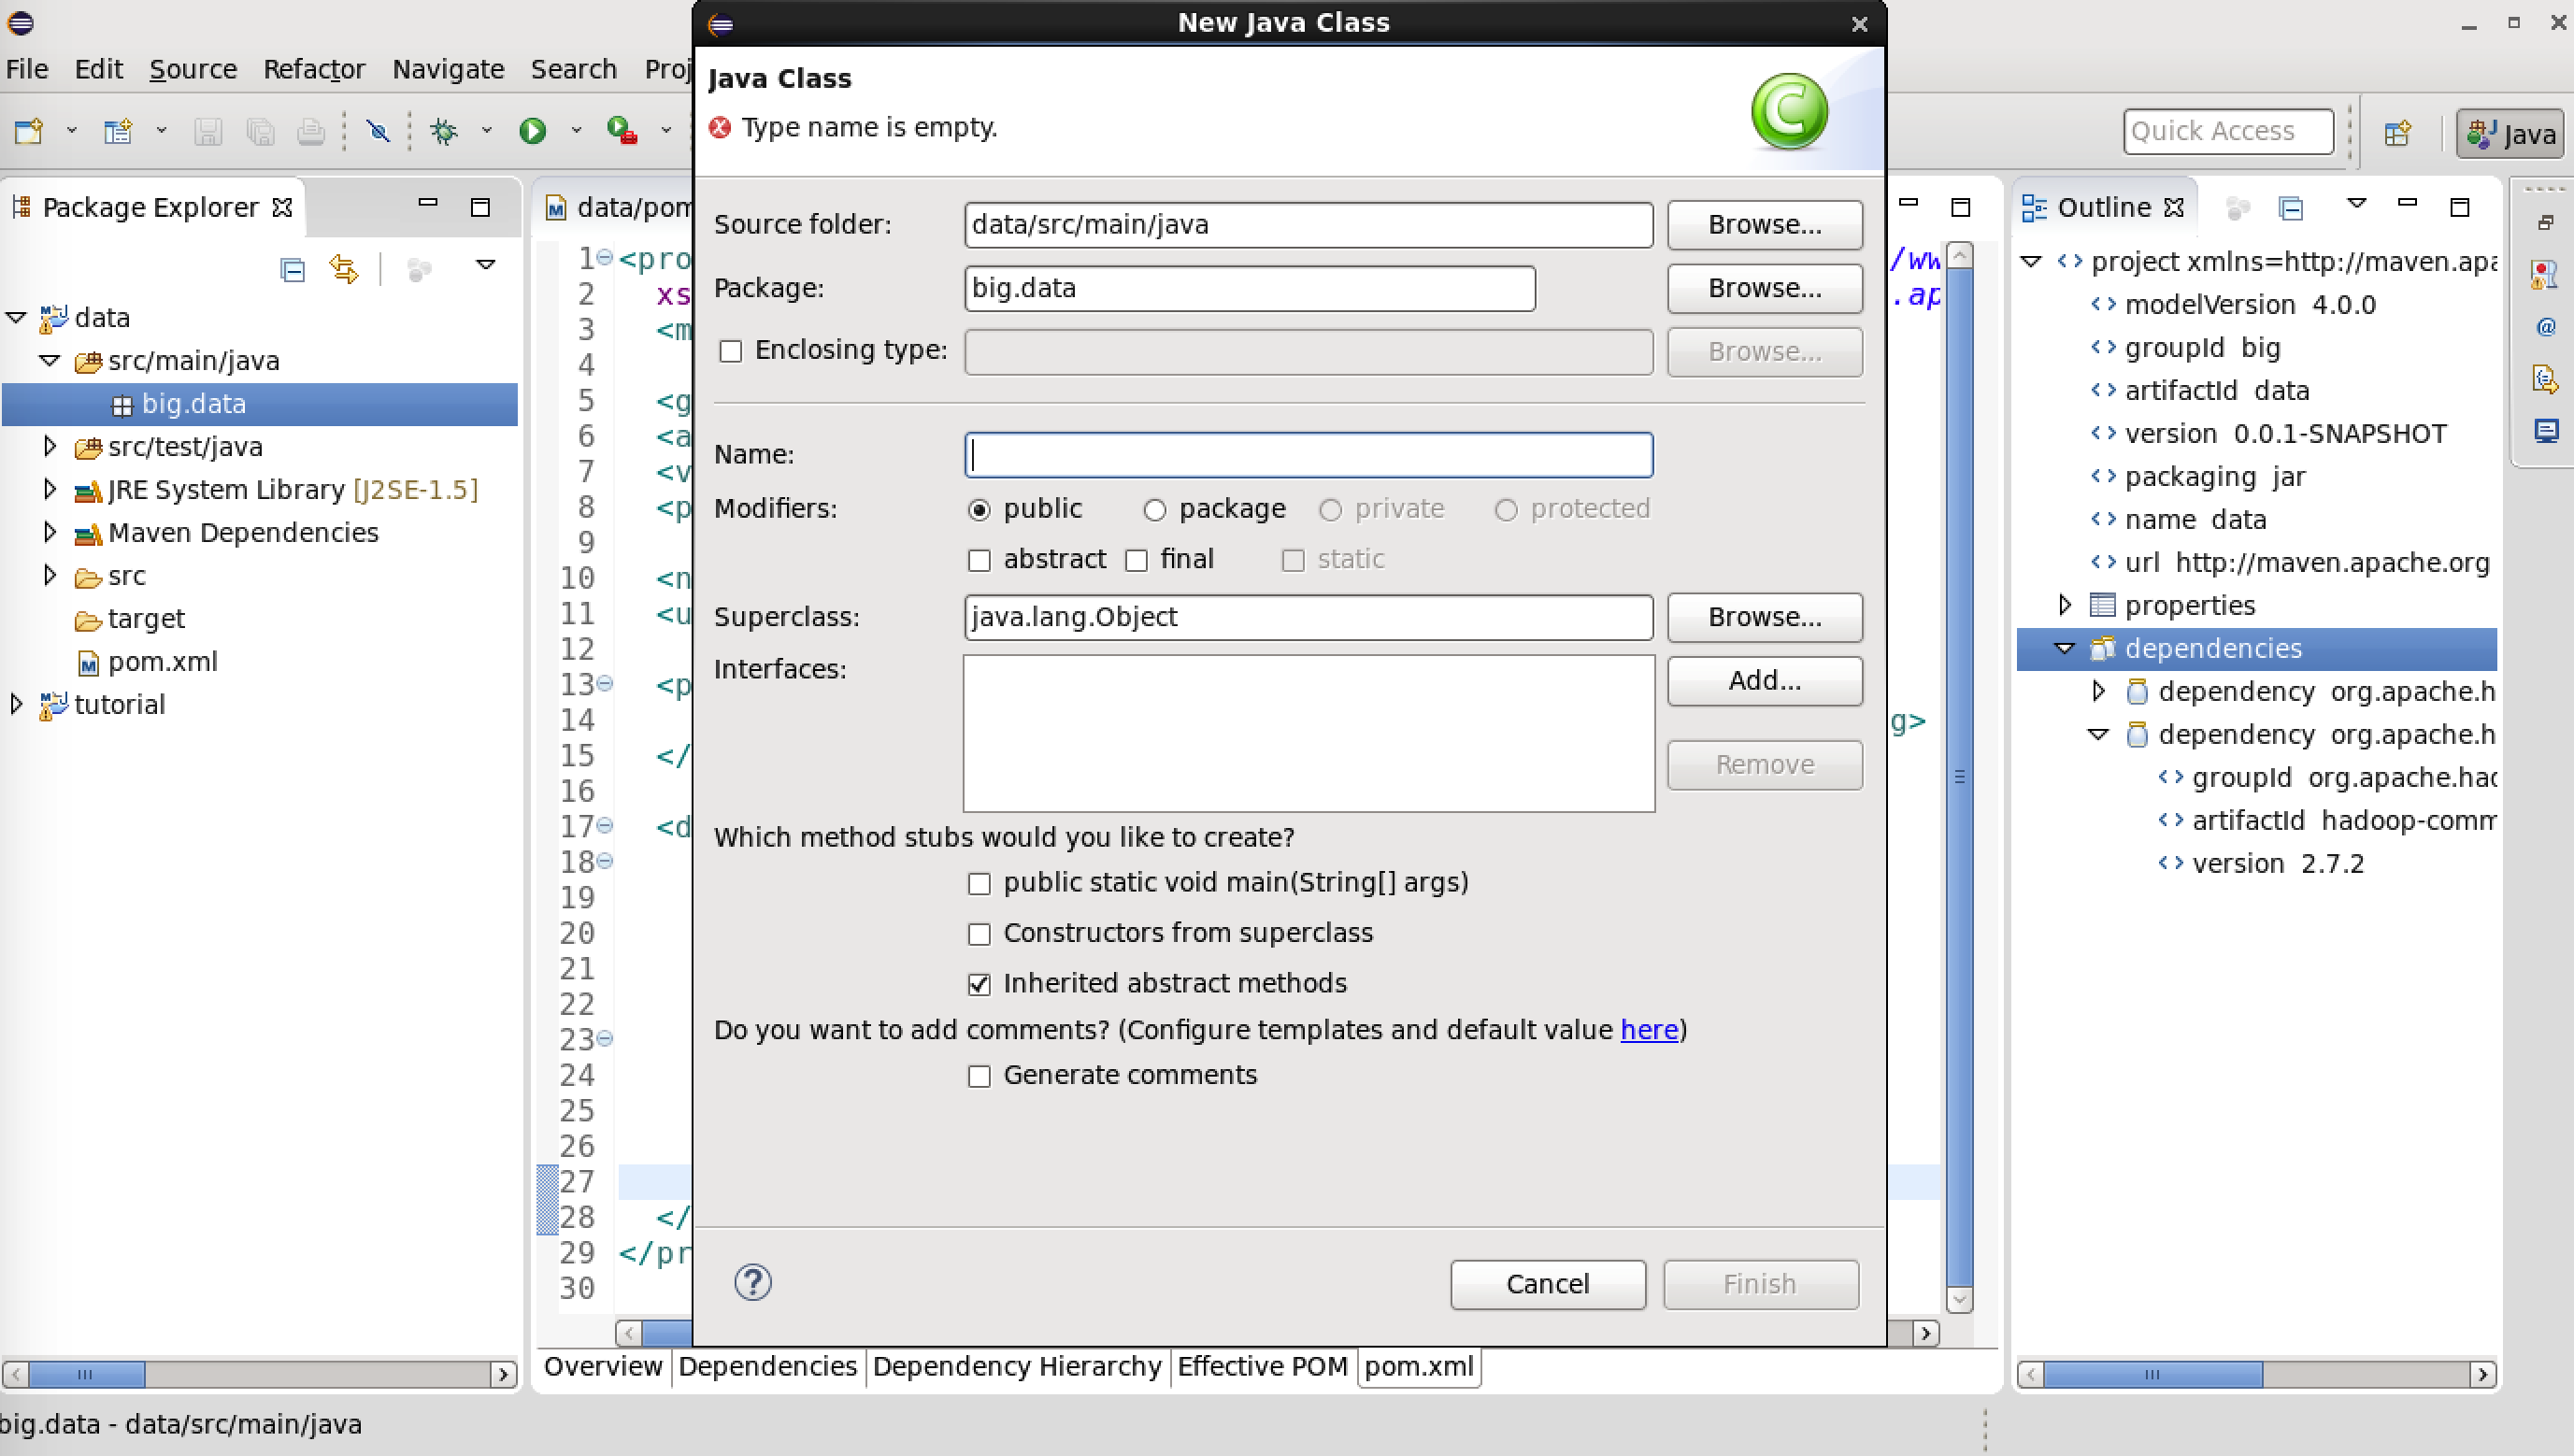 New Java Class
File Edit Source Refactor Navigate Search Proj
Java Class
Type name is empty.
Quick Access
Java
Package Explorer
data
src/main/java
big.data
src/test/java
JRE System Library [J2SE-1.5]
Maven Dependencies
src
target
pom.xml
tutorial
data/pom
1 <pro
2 xs
3 <m
4
5 <g
6 <a
7 <v
8 <p
9
10 <n
11 <u
12
13 <p
14
15 </
16
17 <d
18
19
20
21
22
23
24
25
26
27
28 </
29 </pr
30
/ww
.ap
g>
Source folder: data/src/main/java Browse...
Package: big.data Browse...
Enclosing type: Browse...
Name:
Modifiers: public package private protected
abstract final static
Superclass: java.lang.Object Browse...
Interfaces: Add...
Remove
Which method stubs would you like to create?
public static void main(String[] args)
Constructors from superclass
Inherited abstract methods
Do you want to add comments? (Configure templates and default value here)
Generate comments
Cancel Finish
Overview Dependencies Dependency Hierarchy Effective POM pom.xml
Outline
project xmlns=http://maven.apa
modelVersion 4.0.0
groupId big
artifactId data
version 0.0.1-SNAPSHOT
packaging jar
name data
url http://maven.apache.org
properties
dependencies
dependency org.apache.h
dependency org.apache.h
groupId org.apache.had
artifactId hadoop-comm
version 2.7.2
big.data - data/src/main/java